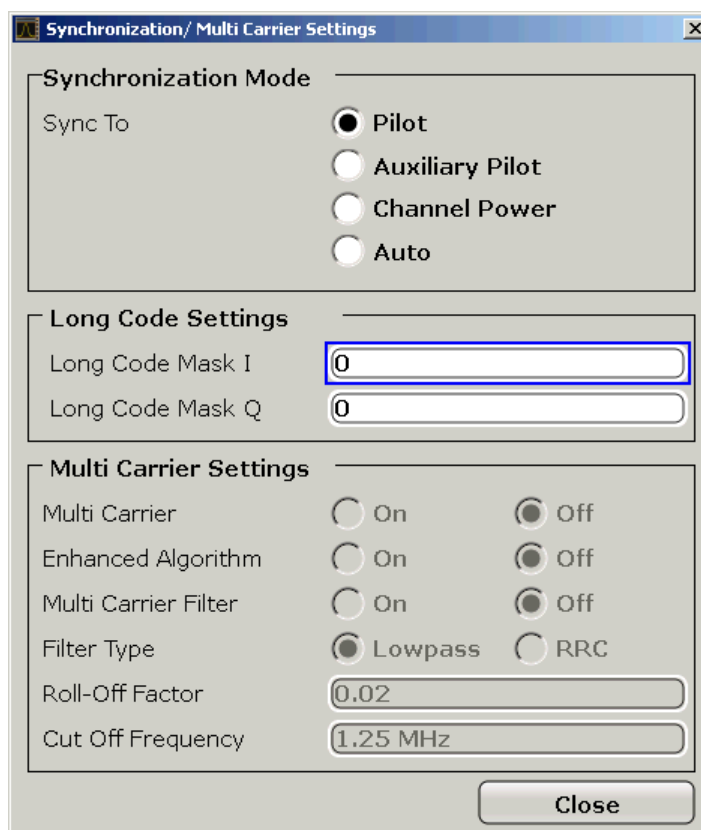 Synchronization/ Multi Carrier Settings
Synchronization Mode
Sync To
Pilot
Auxiliary Pilot
Channel Power
Auto
Long Code Settings
Long Code Mask I 0
Long Code Mask Q 0
Multi Carrier Settings
Multi Carrier On Off
Enhanced Algorithm On Off
Multi Carrier Filter On Off
Filter Type Lowpass RRC
Roll-Off Factor 0.02
Cut Off Frequency 1.25 MHz
Close